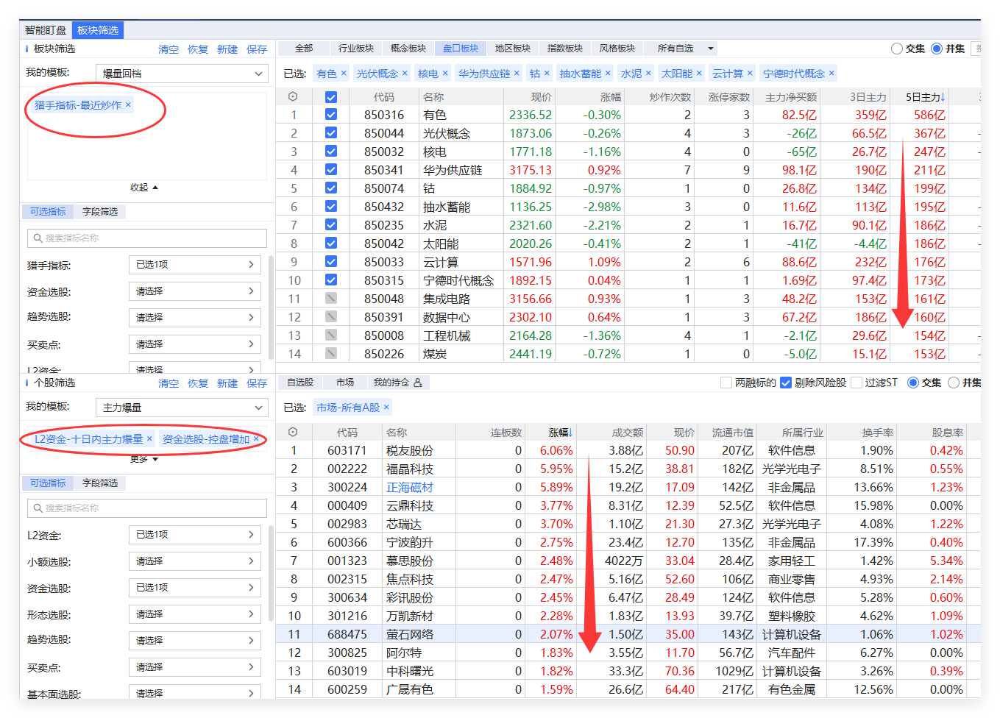 智能盯盘 板块筛选
板块筛选 清空 恢复 新建 保存
我的模板: 爆量回档
猎手指标-最近炒作 ×
收起
可选指标 字段筛选
搜索指标名称
猎手指标: 已选1项
资金选股: 请选择
趋势选股: 请选择
买卖点: 请选择
L2资金: 请选择
全部 行业板块 概念板块 盘口板块 地区板块 指数板块 风格板块 所有自选 交集 并集
已选: 有色 × 光伏概念 × 核电 × 华为供应链 × 钴 × 抽水蓄能 × 水泥 × 太阳能 × 云计算 × 宁德时代概念 ×
代码 名称 现价 涨幅 炒作次数 涨停家数 主力净买额 3日主力 5日主力↓
1 850316 有色 2336.52 -0.30% 2 3 82.5亿 359亿 586亿
2 850044 光伏概念 1873.06 -0.26% 4 3 -26亿 66.5亿 367亿
3 850032 核电 1771.18 -1.16% 4 0 -65亿 26.7亿 247亿
4 850341 华为供应链 3175.13 0.92% 7 9 98.1亿 190亿 211亿
5 850074 钴 1884.92 -0.97% 1 0 26.8亿 134亿 199亿
6 850432 抽水蓄能 1136.25 -2.98% 3 0 11.6亿 113亿 195亿
7 850235 水泥 2321.60 -2.21% 2 1 16.7亿 90.1亿 186亿
8 850042 太阳能 2020.26 -0.41% 2 1 -41亿 -4.4亿 186亿
9 850033 云计算 1571.96 1.09% 2 6 88.6亿 232亿 176亿
10 850315 宁德时代概念 1892.15 0.04% 1 1 1.69亿 97.4亿 173亿
11 850048 集成电路 3156.66 0.93% 1 3 48.2亿 153亿 161亿
12 850391 数据中心 2302.10 0.64% 1 3 67.2亿 186亿 160亿
13 850008 工程机械 2164.28 -1.36% 4 1 -2.1亿 29.6亿 154亿
14 850226 煤炭 2441.19 -0.72% 1 0 -5.0亿 15.1亿 153亿
个股筛选 清空 恢复 新建 保存
我的模板: 主力爆量
L2资金-十日内主力爆量 × 资金选股-控盘增加 ×
更多
可选指标 字段筛选
搜索指标名称
L2资金: 已选1项
小额选股: 请选择
资金选股: 已选1项
形态选股: 请选择
趋势选股: 请选择
买卖点: 请选择
基本面选股: 请选择
自选股 市场 我的持仓 两融标的 剔除风险股 过滤ST 交集 并集
已选: 市场-所有A股 ×
代码 名称 连板数 涨幅↓ 成交额 现价 流通市值 所属行业 换手率 股息率
1 603171 税友股份 0 6.06% 3.88亿 50.90 207亿 软件信息 1.90% 0.42%
2 002222 福晶科技 0 5.95% 15.2亿 38.81 182亿 光学光电子 8.51% 0.55%
3 300224 正海磁材 0 5.89% 19.2亿 17.09 142亿 非金属品 13.66% 1.23%
4 000409 云鼎科技 0 3.77% 8.31亿 12.39 52.5亿 软件信息 15.98% 0.00%
5 002983 芯瑞达 0 3.70% 1.10亿 21.30 27.3亿 光学光电子 4.08% 1.22%
6 600366 宁波韵升 0 2.75% 23.4亿 12.70 135亿 非金属品 17.39% 0.40%
7 001323 慕思股份 0 2.48% 4022万 33.04 28.4亿 家用轻工 1.42% 5.34%
8 002315 焦点科技 0 2.47% 5.16亿 52.60 106亿 商业零售 4.93% 2.14%
9 300634 彩讯股份 0 2.45% 6.47亿 28.49 124亿 软件信息 5.28% 0.60%
10 301216 万凯新材 0 2.28% 1.83亿 13.93 39.7亿 塑料橡胶 4.62% 1.09%
11 688475 萤石网络 0 2.07% 1.50亿 35.00 143亿 计算机设备 1.06% 1.02%
12 300825 阿尔特 0 1.83% 3.55亿 11.70 56.7亿 汽车配件 6.27% 0.00%
13 603019 中科曙光 0 1.82% 33.3亿 70.36 1029亿 计算机设备 3.26% 0.39%
14 600259 广晟有色 0 1.59% 26.6亿 64.40 217亿 有色金属 12.56% 0.00%